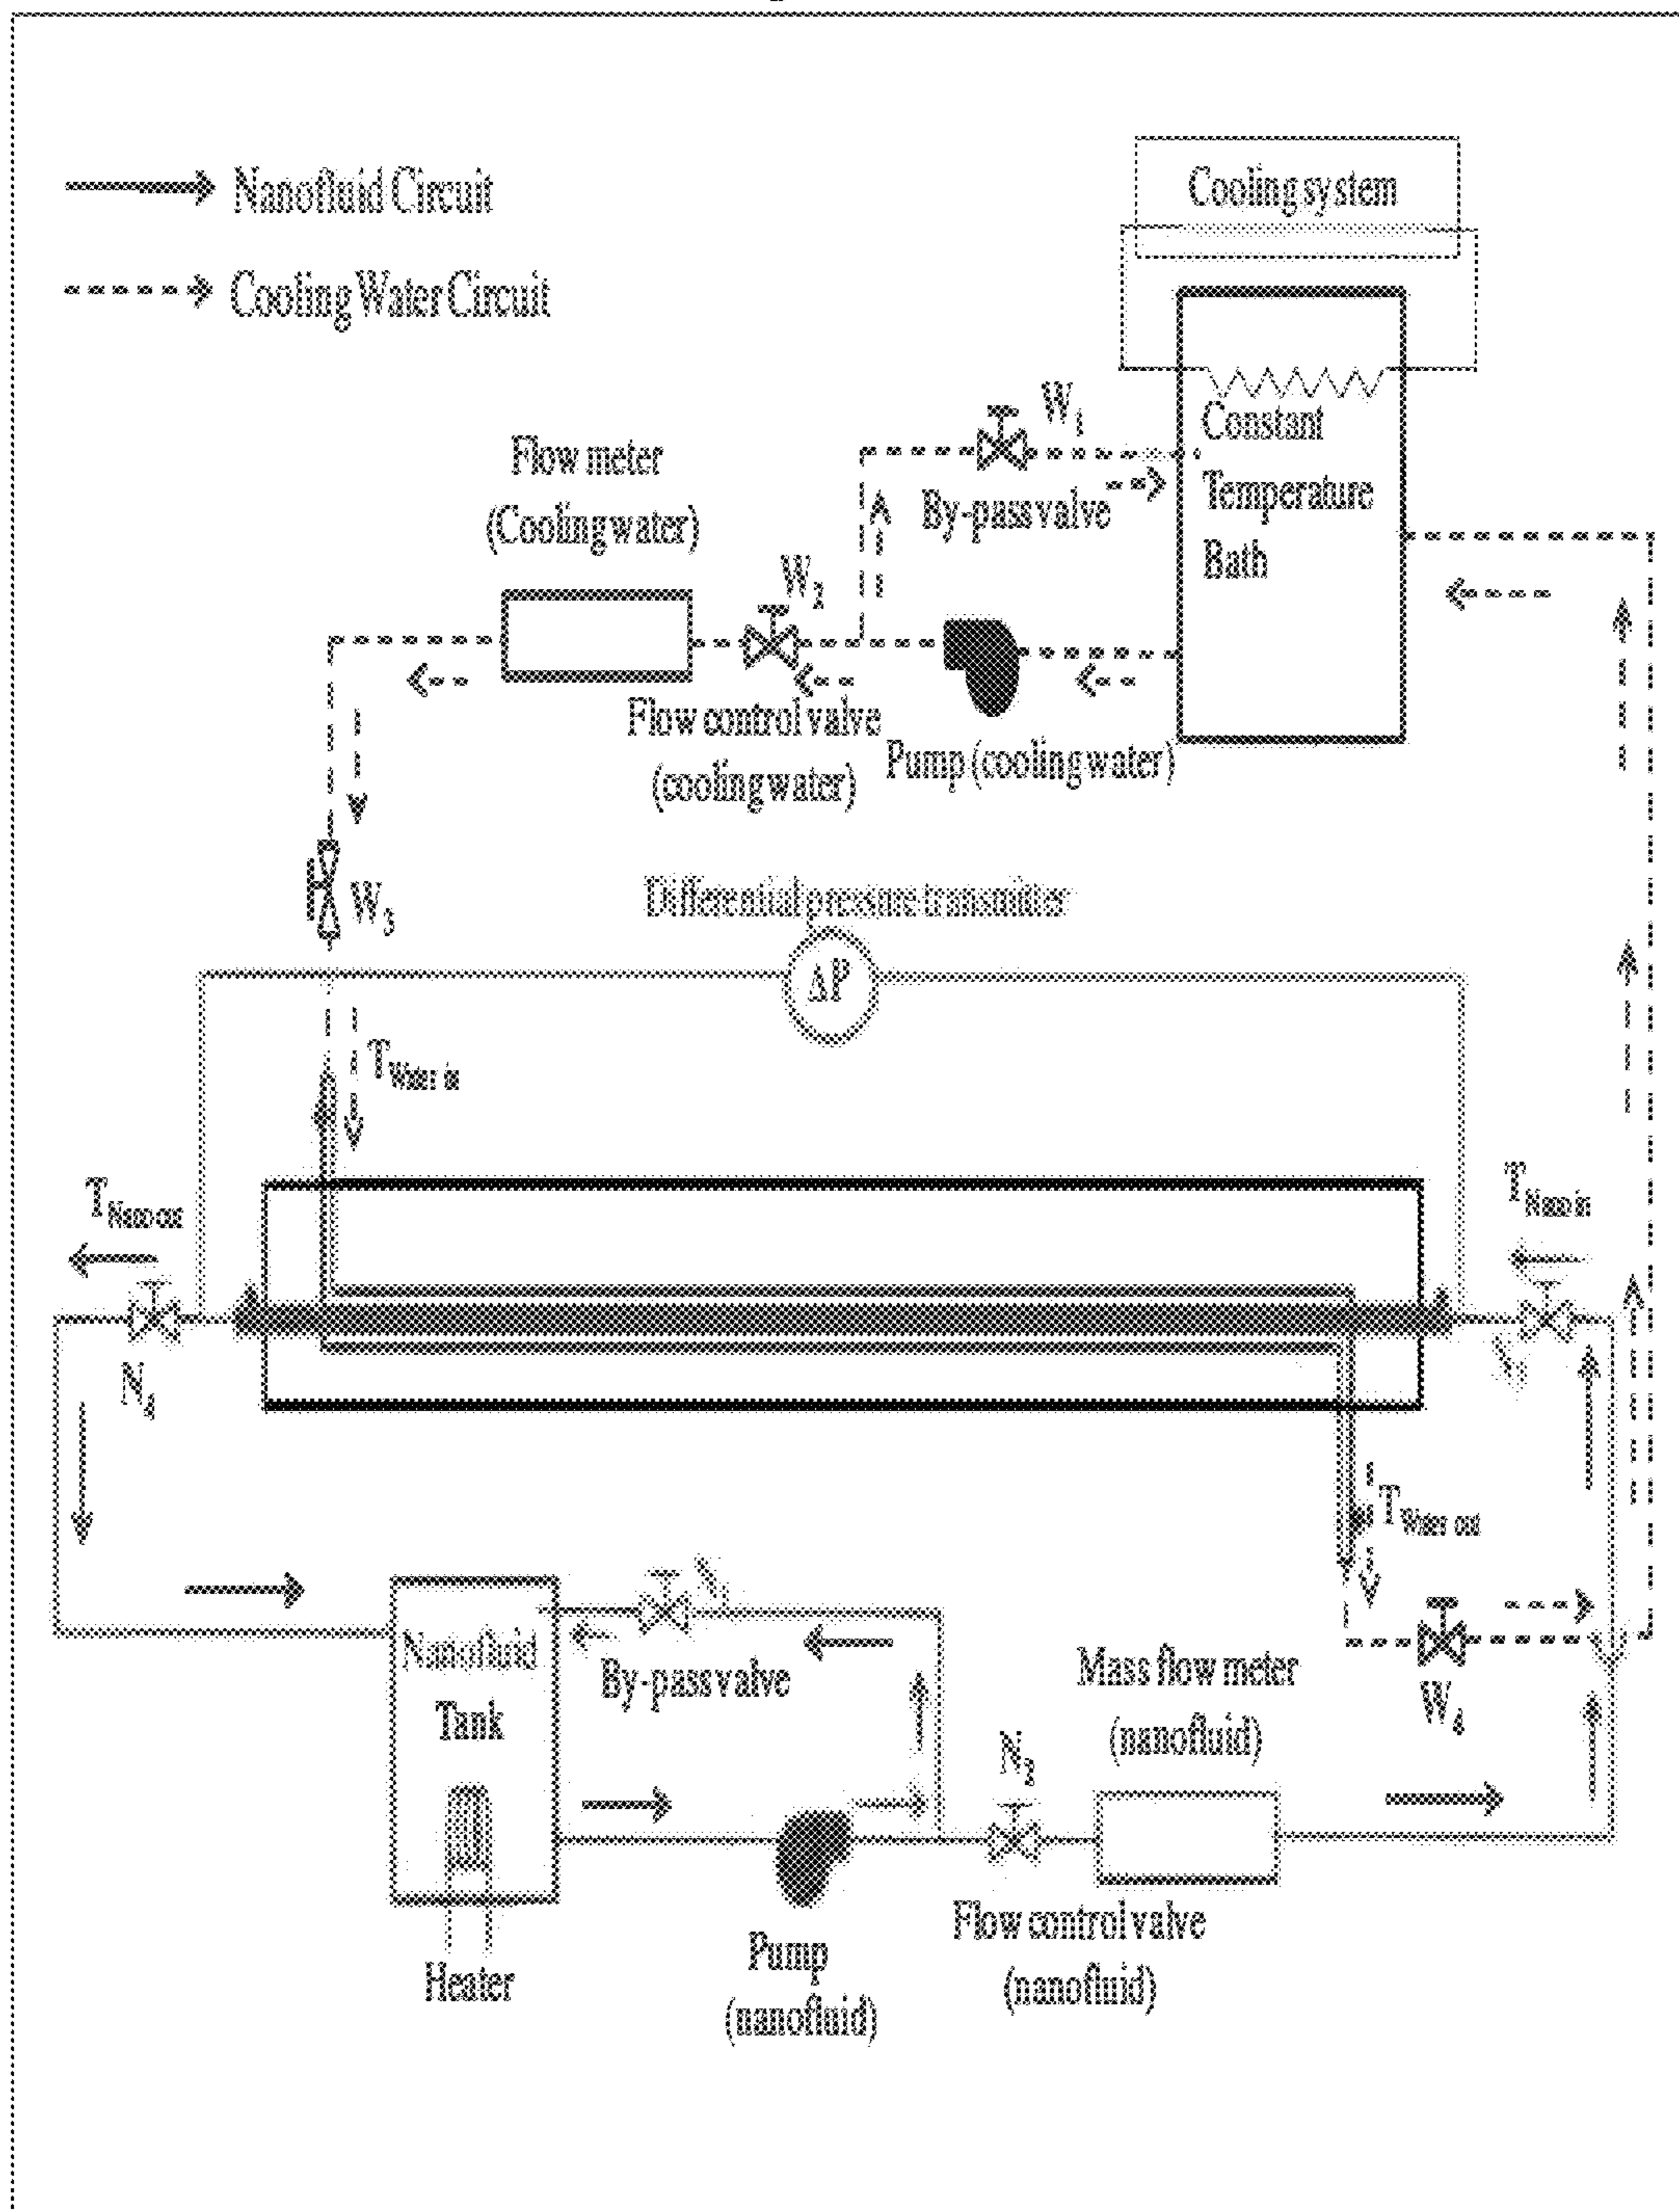 Nanofluid Circuit
Cooling Water Circuit
Cooling system
W1
Constant
Temperature
Bath
By-pass valve
Flow meter
(Cooling water)
W2
Flow control valve
(cooling water)
Pump (cooling water)
W3
Differential pressure transmitter
ΔP
TWater in
TNano out
TNano in
N4
TWater out
Nanofluid
Tank
By-pass valve
Mass flow meter
(nanofluid)
W4
N2
Heater
Pump
(nanofluid)
Flow control valve
(nanofluid)